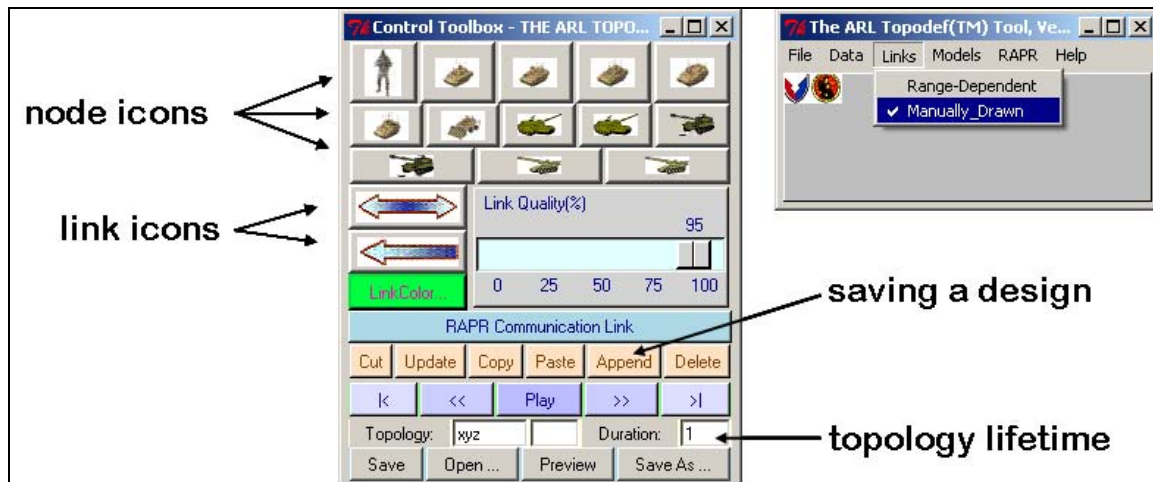 Control Toolbox - THE ARL TOPO...
node icons
link icons
Link Quality(%)
95
0 25 50 75 100
LinkColor...
RAPR Communication Link
Cut Update Copy Paste Append Delete
|< << Play >> >|
Topology: xyz Duration: 1
Save Open ... Preview Save As ...
The ARL Topodef(TM) Tool, Ve...
File Data Links Models RAPR Help
Range-Dependent
Manually_Drawn
saving a design
topology lifetime